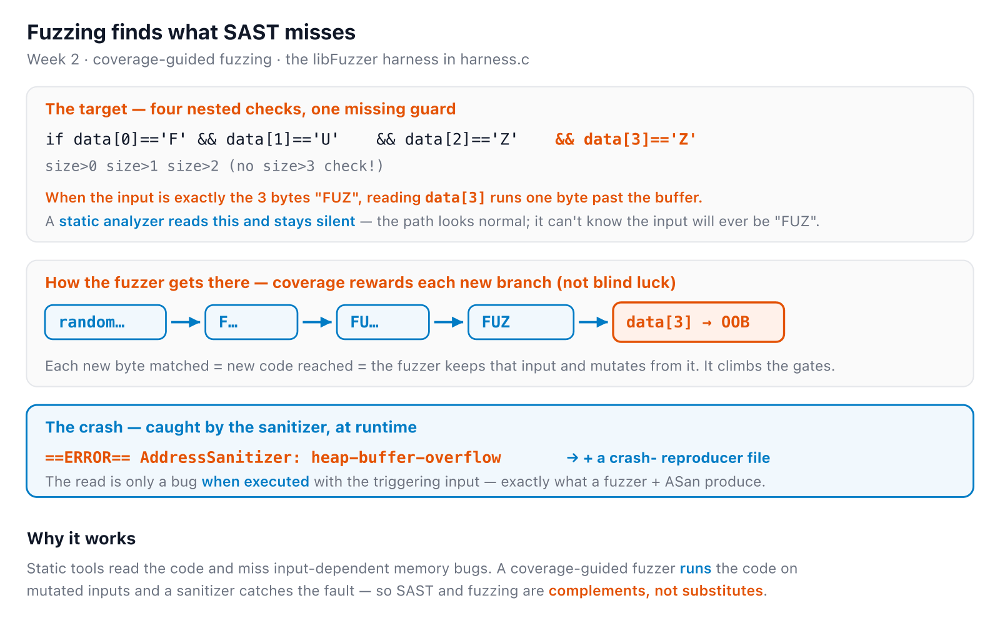 Fuzzing finds what SAST misses
Week 2 · coverage-guided fuzzing · the libFuzzer harness in harness.c
The target — four nested checks, one missing guard
if data[0]=='F' && data[1]=='U' && data[2]=='Z' && data[3]=='Z'
size>0 size>1 size>2 (no size>3 check!)
When the input is exactly the 3 bytes "FUZ", reading data[3] runs one byte past the buffer.
A static analyzer reads this and stays silent — the path looks normal; it can't know the input will ever be "FUZ".
How the fuzzer gets there — coverage rewards each new branch (not blind luck)
random… → F… → FU… → FUZ → data[3] → OOB
Each new byte matched = new code reached = the fuzzer keeps that input and mutates from it. It climbs the gates.
The crash — caught by the sanitizer, at runtime
==ERROR== AddressSanitizer: heap-buffer-overflow → + a crash- reproducer file
The read is only a bug when executed with the triggering input — exactly what a fuzzer + ASan produce.
Why it works
Static tools read the code and miss input-dependent memory bugs. A coverage-guided fuzzer runs the code on
mutated inputs and a sanitizer catches the fault — so SAST and fuzzing are complements, not substitutes.